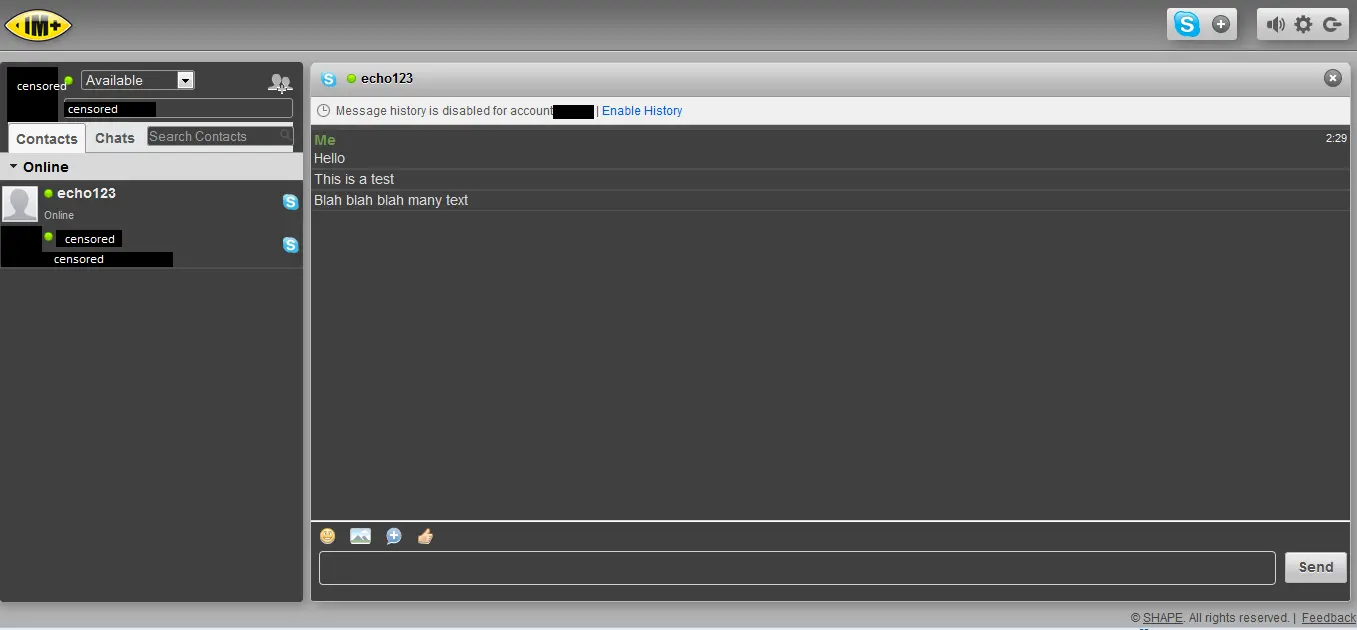 iM+
S
censored
Available
censored
Contacts
Chats
Search Contacts
Online
echo123
Online
S
censored
S
censored
S
echo123
Message history is disabled for account | Enable History
Me
2:29
Hello
This is a test
Blah blah blah many text
Send
© SHAPE. All rights reserved. | Feedback